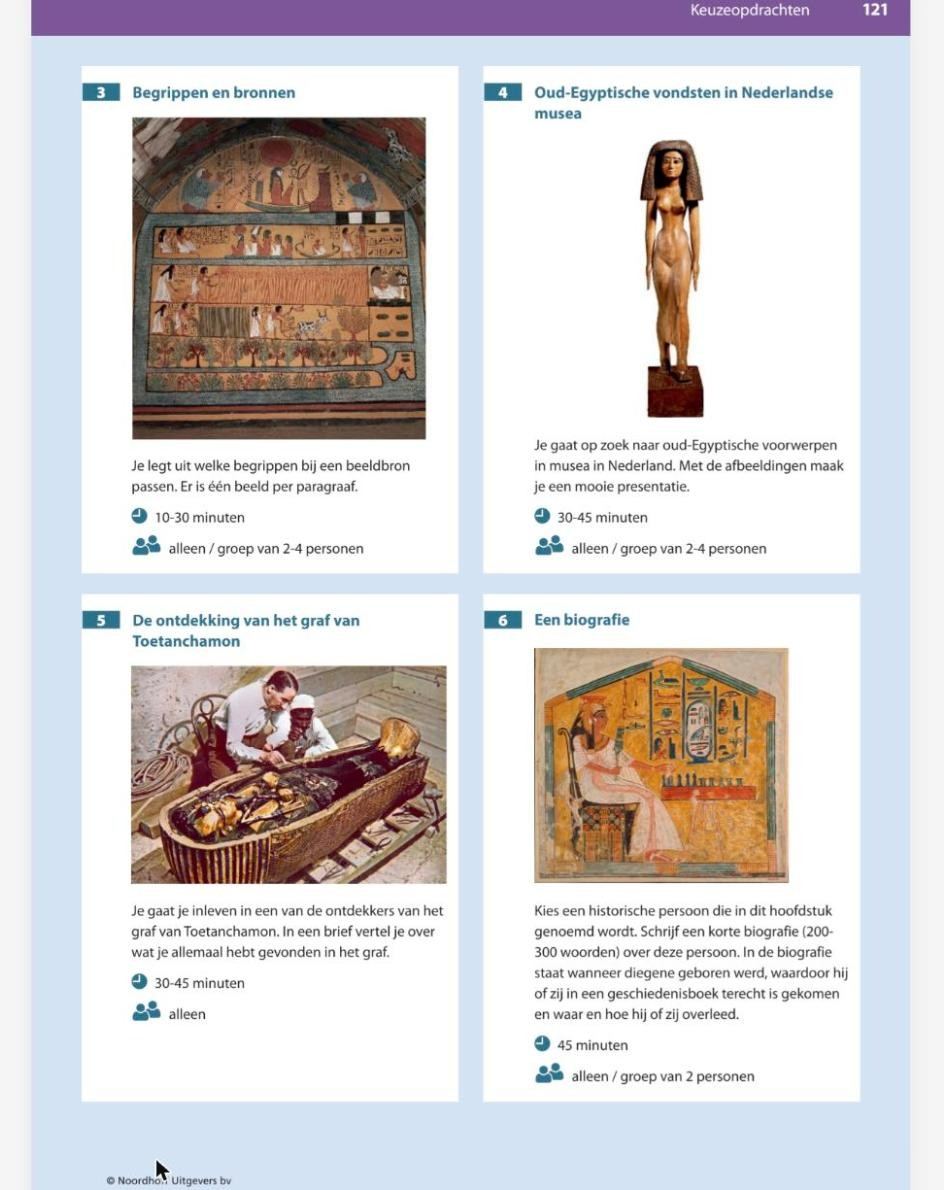 Keuzeopdrachten 121
3 Begrippen en bronnen
Je legt uit welke begrippen bij een beeldbron
passen. Er is één beeld per paragraaf.
10-30 minuten
alleen / groep van 2-4 personen
4 Oud-Egyptische vondsten in Nederlandse
musea
Je gaat op zoek naar oud-Egyptische voorwerpen
in musea in Nederland. Met de afbeeldingen maak
je een mooie presentatie.
30-45 minuten
alleen / groep van 2-4 personen
5 De ontdekking van het graf van
Toetanchamon
Je gaat je inleven in een van de ontdekkers van het
graf van Toetanchamon. In een brief vertel je over
wat je allemaal hebt gevonden in het graf.
30-45 minuten
alleen
6 Een biografie
Kies een historische persoon die in dit hoofdstuk
genoemd wordt. Schrijf een korte biografie (200-
300 woorden) over deze persoon. In de biografie
staat wanneer diegene geboren werd, waardoor hij
of zij in een geschiedenisboek terecht is gekomen
en waar en hoe hij of zij overleed.
45 minuten
alleen / groep van 2 personen
© Uitgevers bv